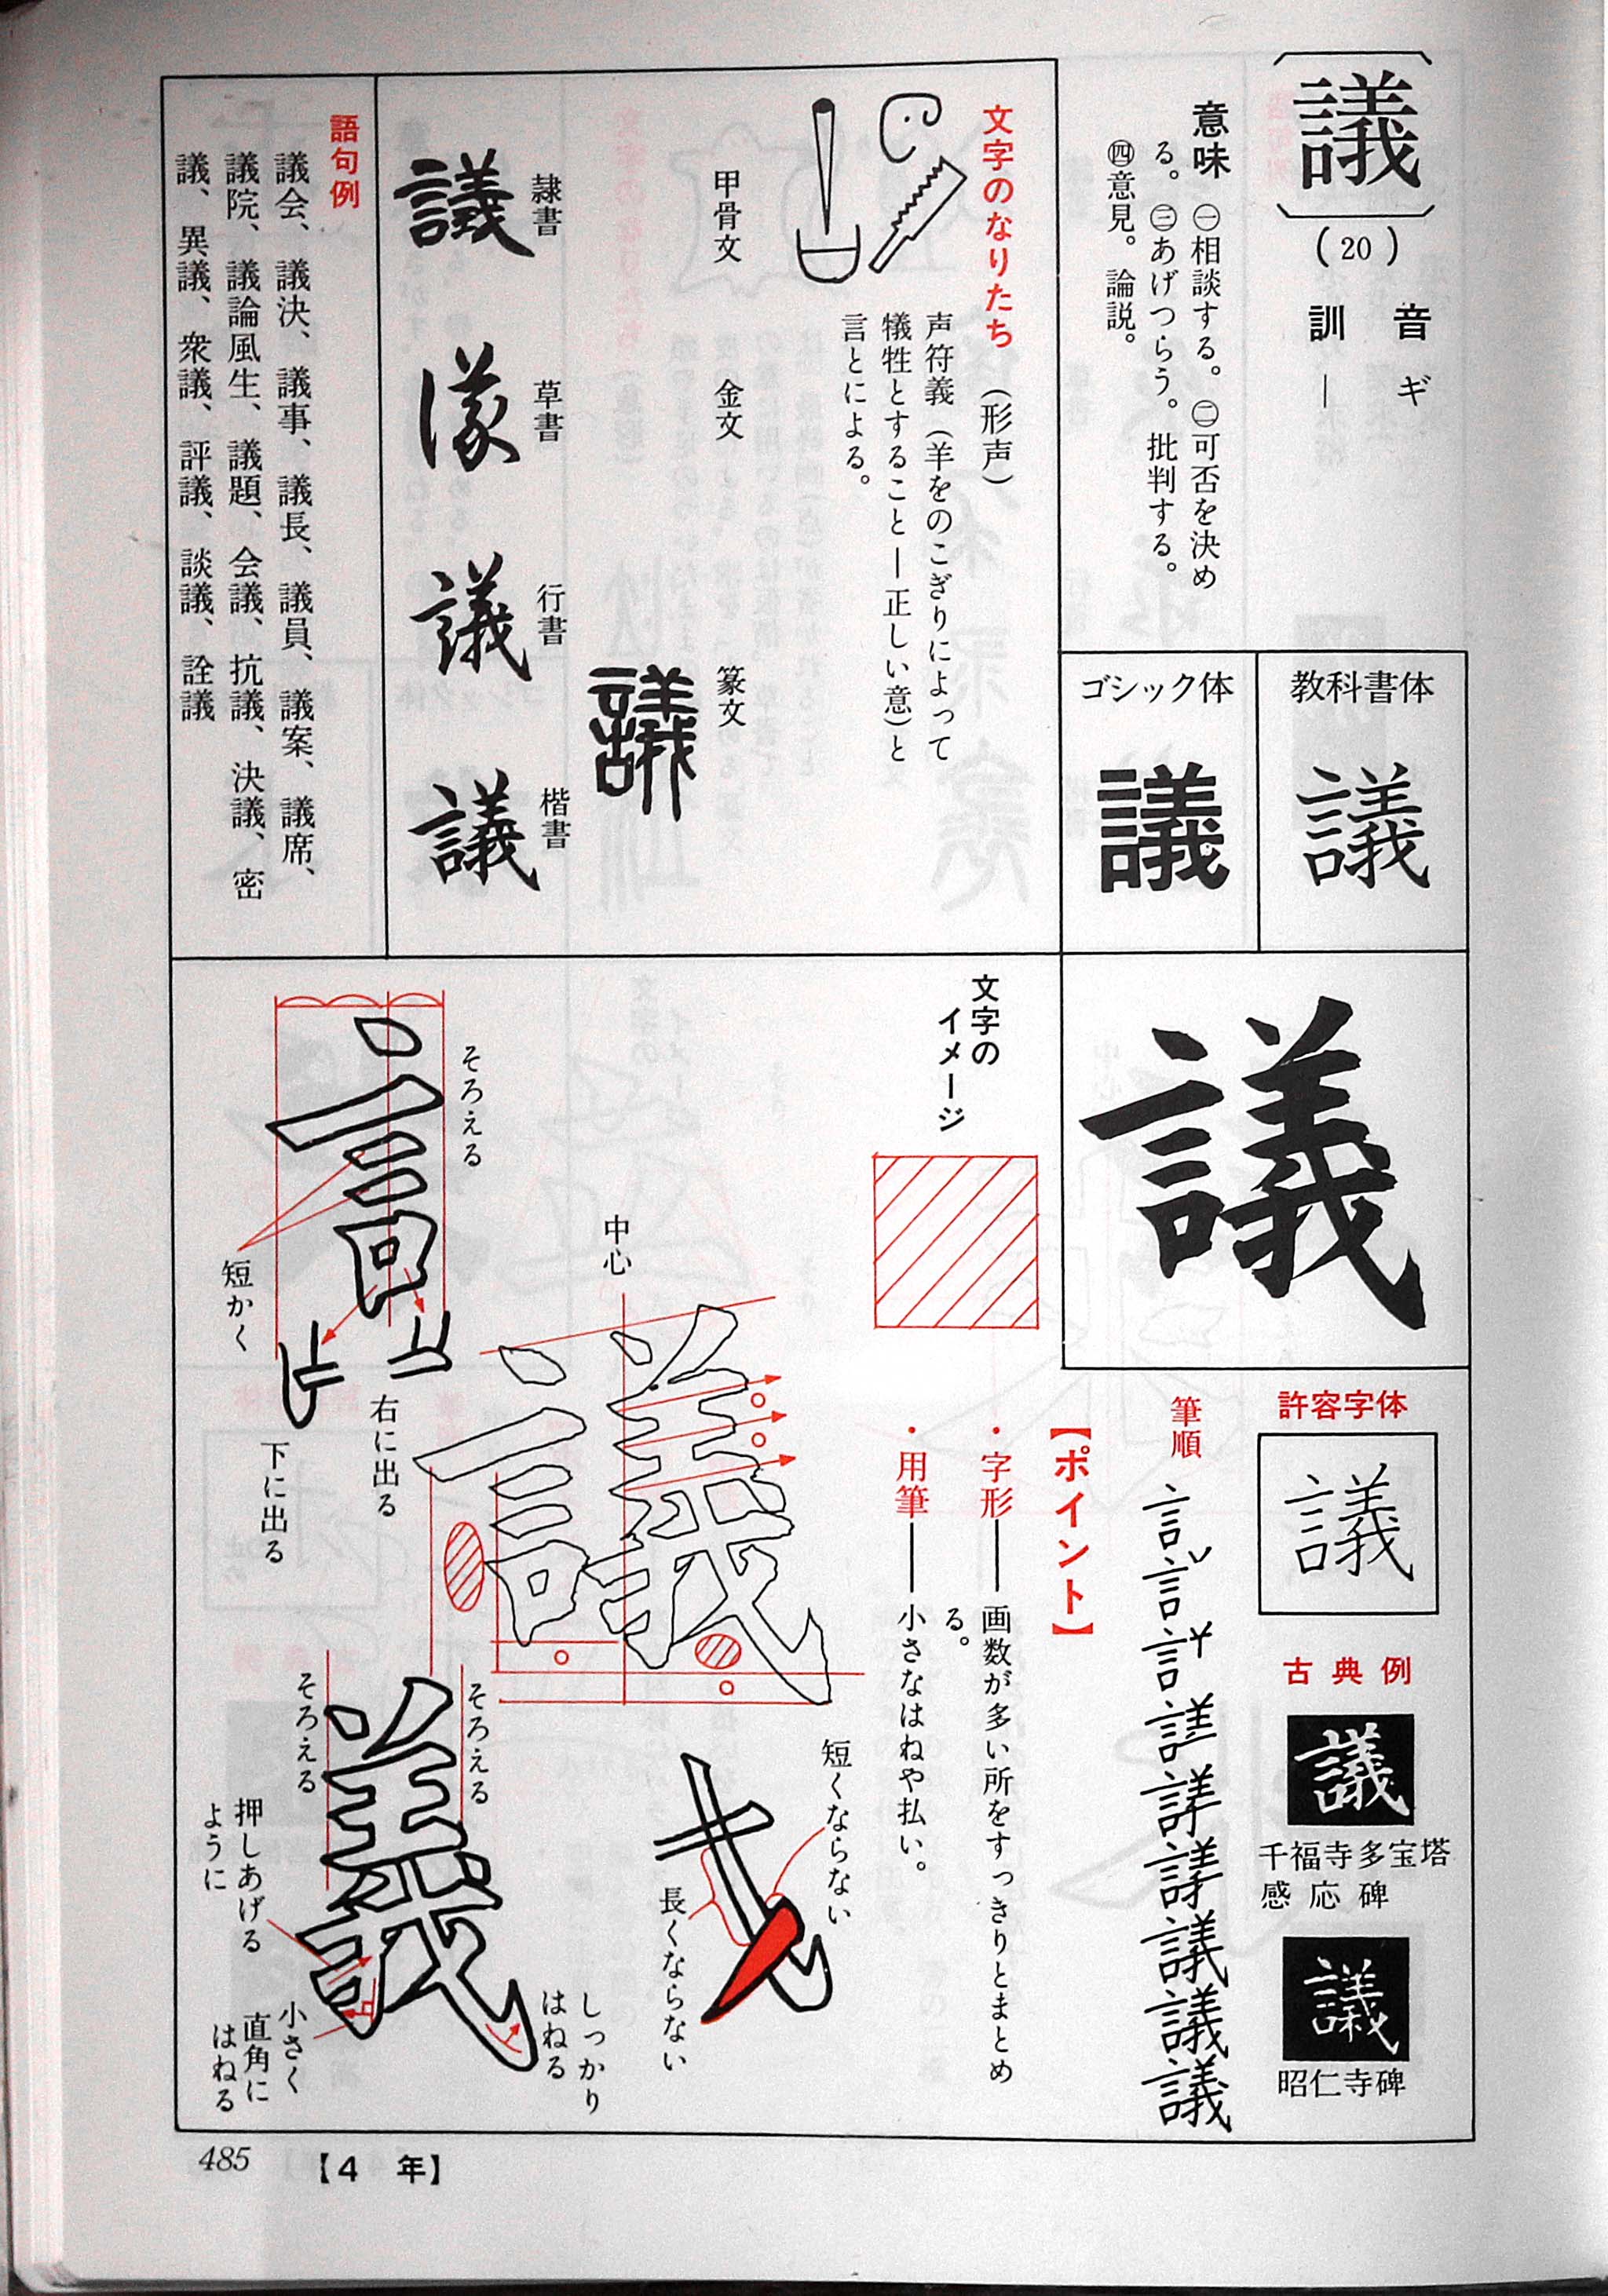 議
(20)
音 ギ
訓 ―
意味 ㊀相談する。㊁可否を決め
る。㊂あげつらう。批判する。
㊃意見。論説。
教科書体
議
ゴシック体
議
文字のなりたち (形声)
声符義(羊をのこぎりによって
犠牲とすること―正しい意)と
言とによる。
甲骨文
金文
篆文
議
隷書
議
草書
議
行書
議
楷書
議
語句例
議会、議決、議事、議長、議員、議案、議席、
議院、議論風生、議題、会議、抗議、決議、密
議、異議、衆議、評議、談議、詮議
議
許容字体
議
古典例
議
千福寺多宝塔
感応碑
議
昭仁寺碑
筆順
議
議
議
文字の
イメージ
【ポイント】
・字形――画数が多い所をすっきりとまとめ
る。
・用筆――小さなはねや払い。
中心
議
そろえる
言
短かく
右に出る
下に出る
短くならない
長くならない
そろえる
そろえる
義
押しあげる
ように
小さく
直角に
はねる
しっかり
はねる
485
【4 年】